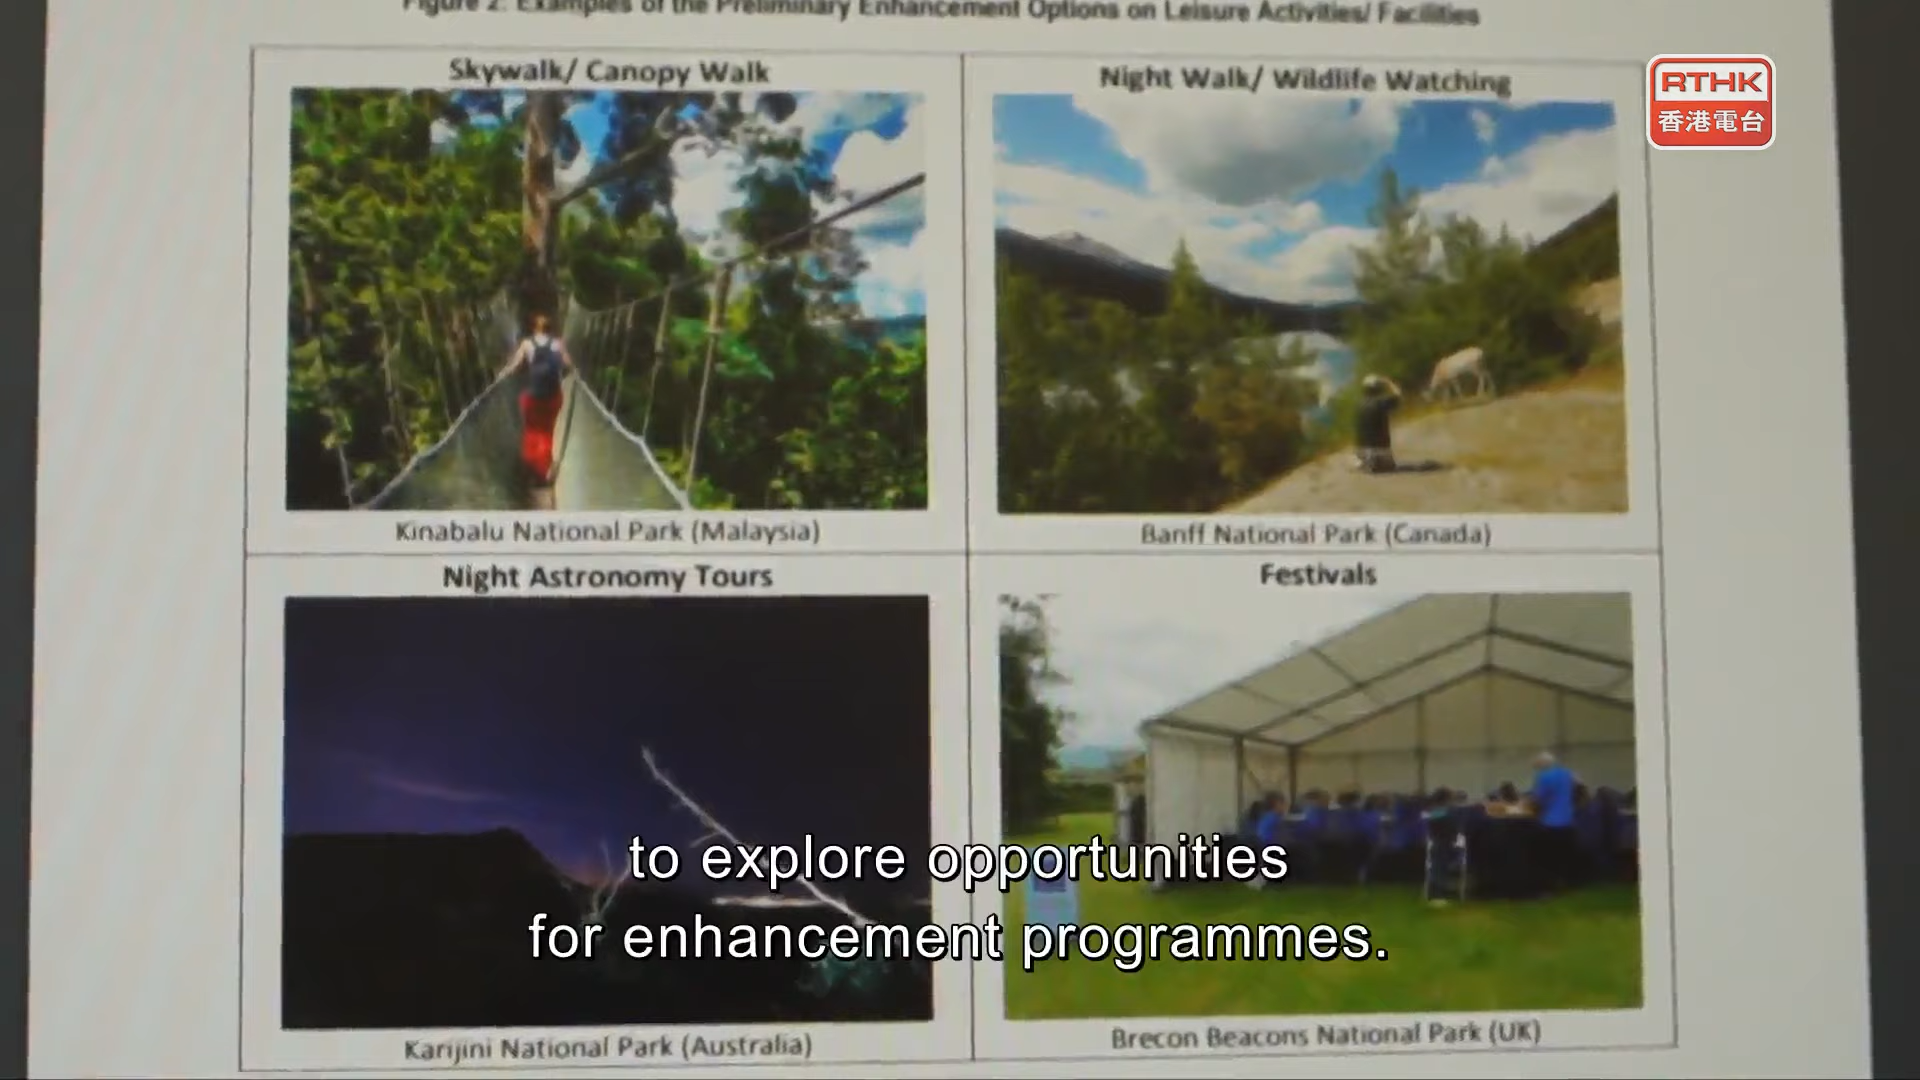 Figure 2: Examples of the Preliminary Enhancement Options on Leisure Activities/ Facilities
Skywalk/ Canopy Walk
Night Walk/ Wildlife Watching
RTHK
香港電台
Kinabalu National Park (Malaysia)
Banff National Park (Canada)
Night Astronomy Tours
Festivals
to explore opportunities
for enhancement programmes.
Karijini National Park (Australia)
Brecon Beacons National Park (UK)